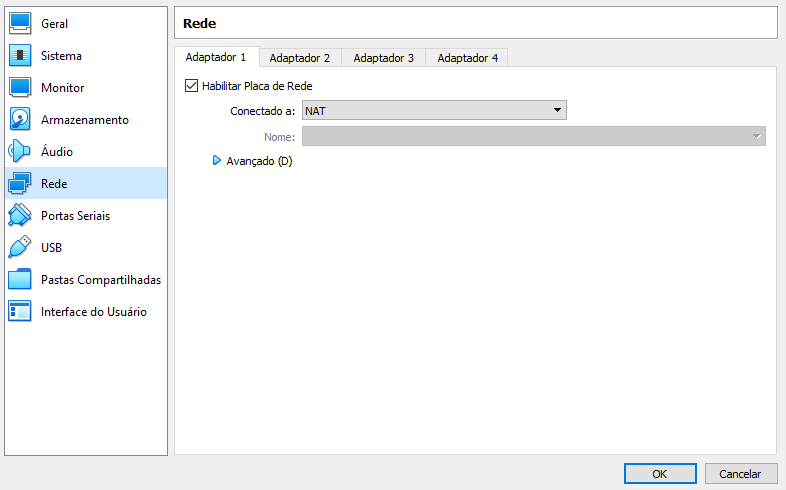 Geral
Sistema
Monitor
Armazenamento
Áudio
Rede
Portas Seriais
USB
Pastas Compartilhadas
Interface do Usuário
Rede
Adaptador 1 Adaptador 2 Adaptador 3 Adaptador 4
Habilitar Placa de Rede
Conectado a: NAT
Nome:
Avançado (D)
OK Cancelar